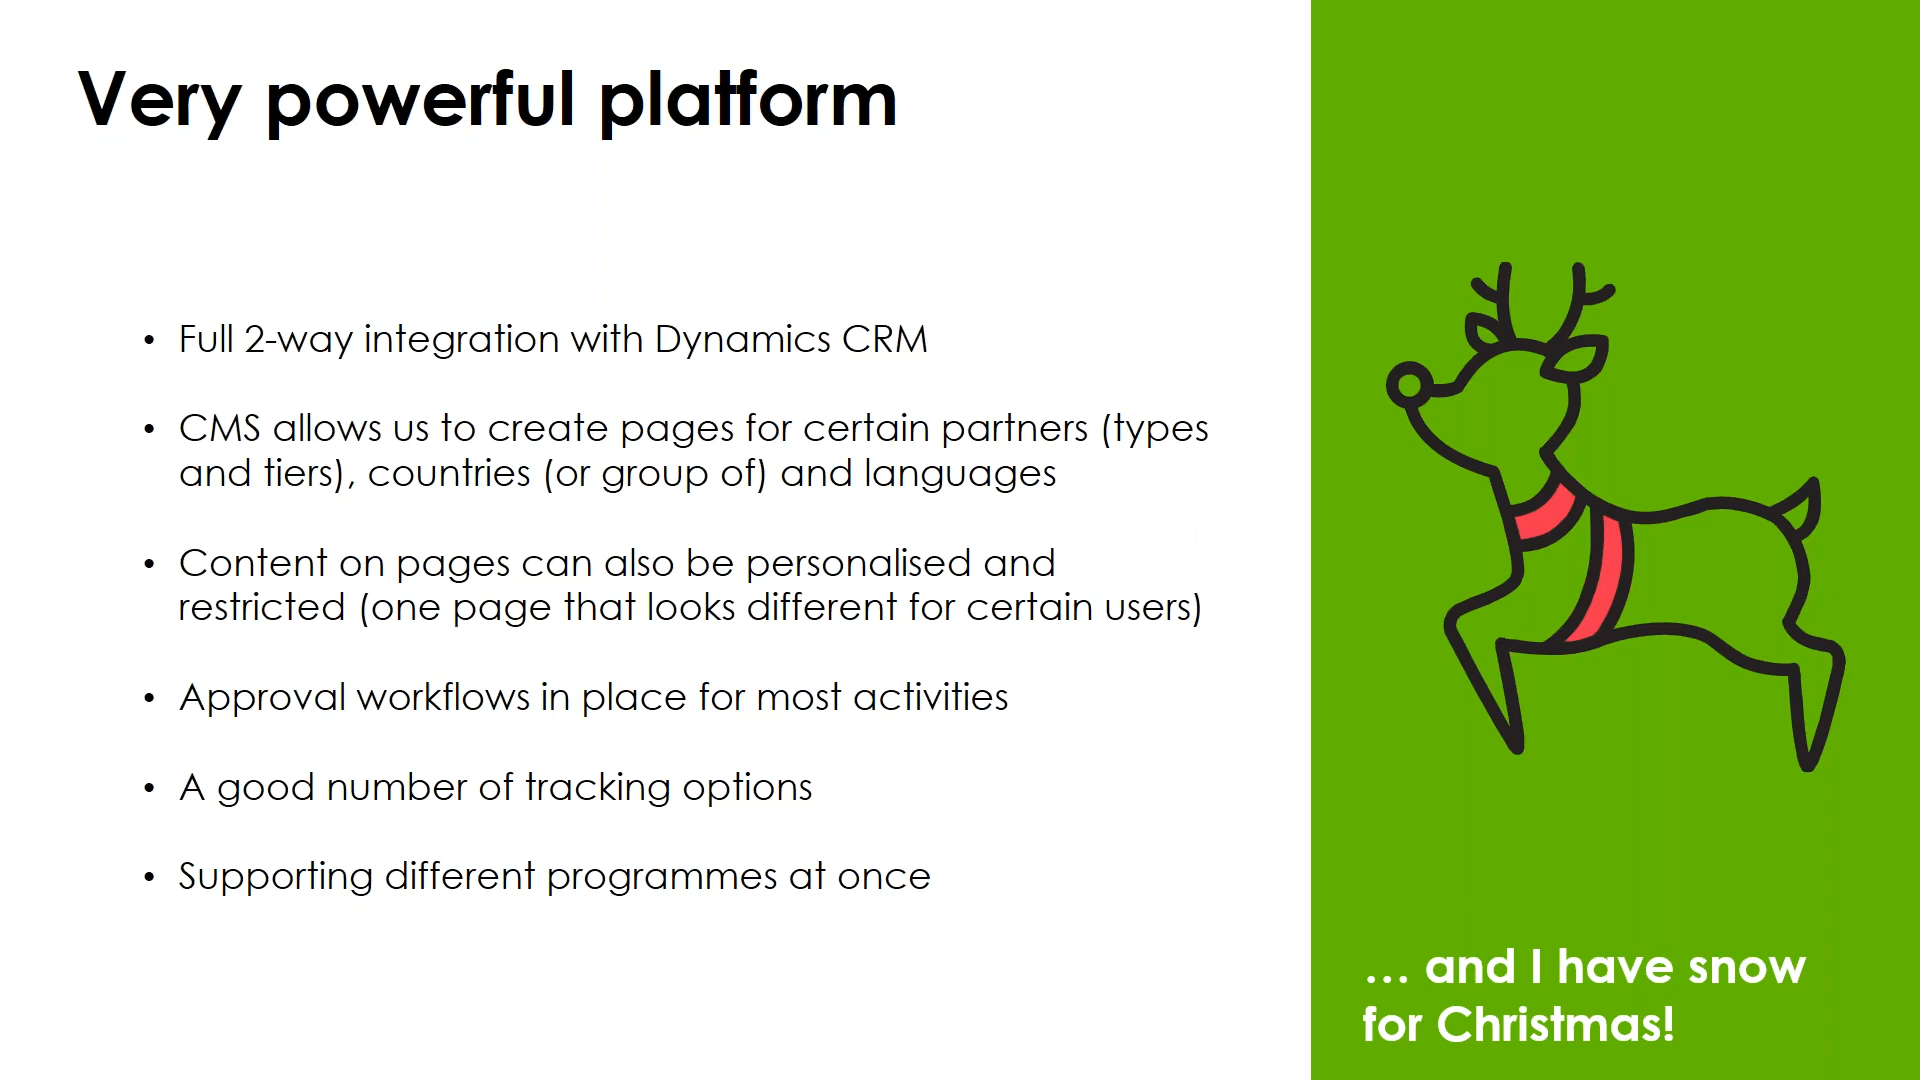 Very powerful platform
• Full 2-way integration with Dynamics CRM
• CMS allows us to create pages for certain partners (types
and tiers), countries (or group of) and languages
• Content on pages can also be personalised and
restricted (one page that looks different for certain users)
• Approval workflows in place for most activities
• A good number of tracking options
• Supporting different programmes at once
… and I have snow
for Christmas!